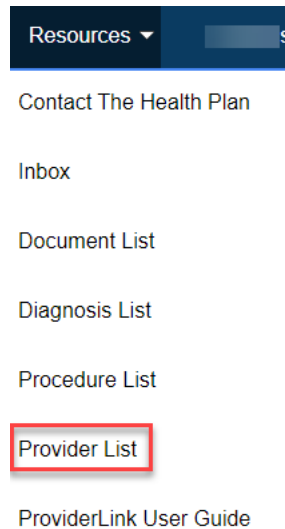 Resources
Contact The Health Plan
Inbox
Document List
Diagnosis List
Procedure List
Provider List
ProviderLink User Guide